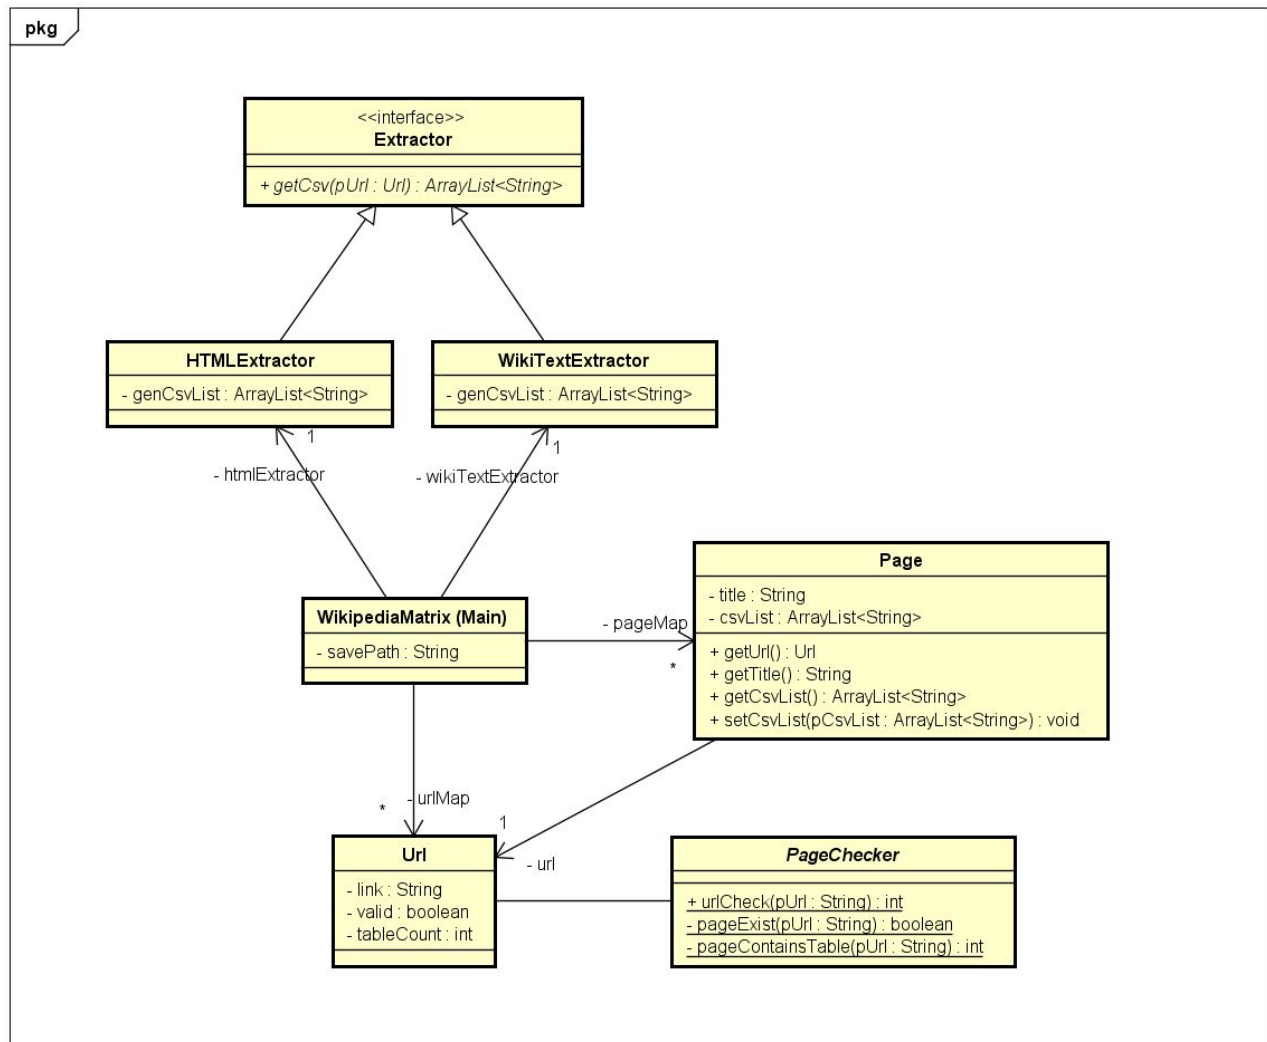 pkg
<<interface>>
Extractor
+ getCsv(pUrl : Url) : ArrayList<String>
HTMLExtractor
- genCsvList : ArrayList<String>
WikiTextExtractor
- genCsvList : ArrayList<String>
1
- htmlExtractor
1
- wikiTextExtractor
WikipediaMatrix (Main)
- savePath : String
- pageMap
*
Page
- title : String
- csvList : ArrayList<String>
+ getUrl() : Url
+ getTitle() : String
+ getCsvList() : ArrayList<String>
+ setCsvList(pCsvList : ArrayList<String>) : void
*
- urlMap
1
- url
Url
- link : String
- valid : boolean
- tableCount : int
PageChecker
+ urlCheck(pUrl : String) : int
- pageExist(pUrl : String) : boolean
- pageContainsTable(pUrl : String) : int